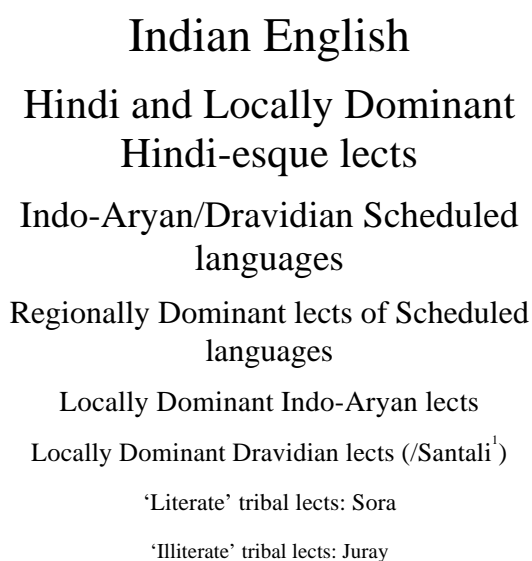 Indian English
Hindi and Locally Dominant
Hindi-esque lects
Indo-Aryan/Dravidian Scheduled
languages
Regionally Dominant lects of Scheduled
languages
Locally Dominant Indo-Aryan lects
Locally Dominant Dravidian lects (/Santali¹)
‘Literate’ tribal lects: Sora
‘Illiterate’ tribal lects: Juray